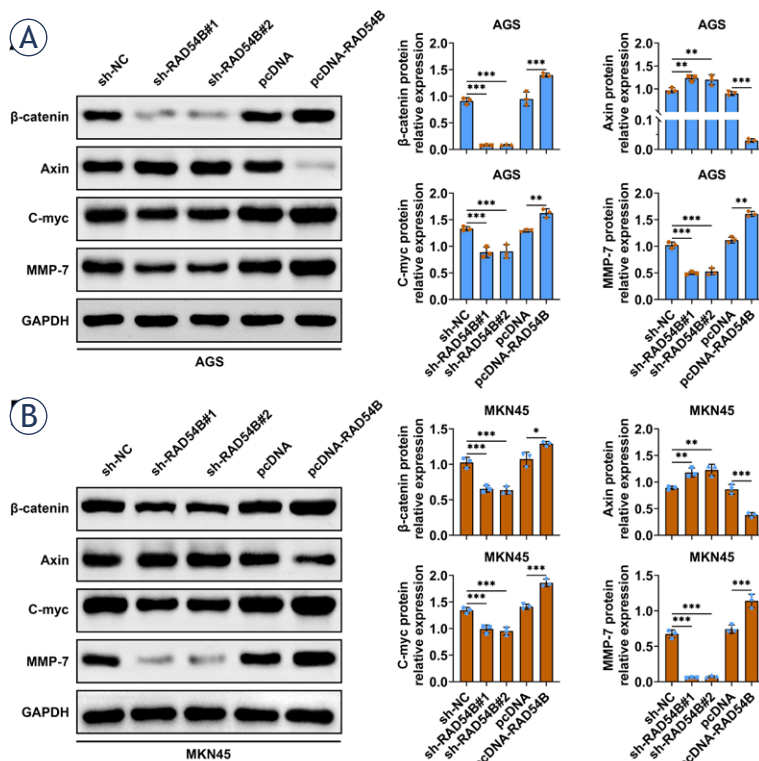 A
sh-NC
sh-RAD54B#1
sh-RAD54B#2
pcDNA
pcDNA-RAD54B
β-catenin
Axin
C-myc
MMP-7
GAPDH
AGS
AGS
β-catenin protein
relative expression
2.0
1.5
1.0
0.5
0.0
***
***
***
AGS
Axin protein
relative expression
2.0
1.5
1.0
0.1
0.0
**
**
***
AGS
C-myc protein
relative expression
2.0
1.5
1.0
0.5
0.0
***
***
**
sh-NC
sh-RAD54B#1
sh-RAD54B#2
pcDNA
pcDNA-RAD54B
AGS
MMP-7 protein
relative expression
2.0
1.5
1.0
0.5
0.0
***
***
**
sh-NC
sh-RAD54B#1
sh-RAD54B#2
pcDNA
pcDNA-RAD54B
B
sh-NC
sh-RAD54B#1
sh-RAD54B#2
pcDNA
pcDNA-RAD54B
β-catenin
Axin
C-myc
MMP-7
GAPDH
MKN45
MKN45
β-catenin protein
relative expression
1.5
1.0
0.5
0.0
***
***
*
MKN45
Axin protein
relative expression
2.0
1.5
1.0
0.5
0.0
**
**
***
MKN45
C-myc protein
relative expression
2.0
1.5
1.0
0.5
0.0
***
***
***
sh-NC
sh-RAD54B#1
sh-RAD54B#2
pcDNA
pcDNA-RAD54B
MKN45
MMP-7 protein
relative expression
1.5
1.0
0.5
0.0
***
***
***
sh-NC
sh-RAD54B#1
sh-RAD54B#2
pcDNA
pcDNA-RAD54B